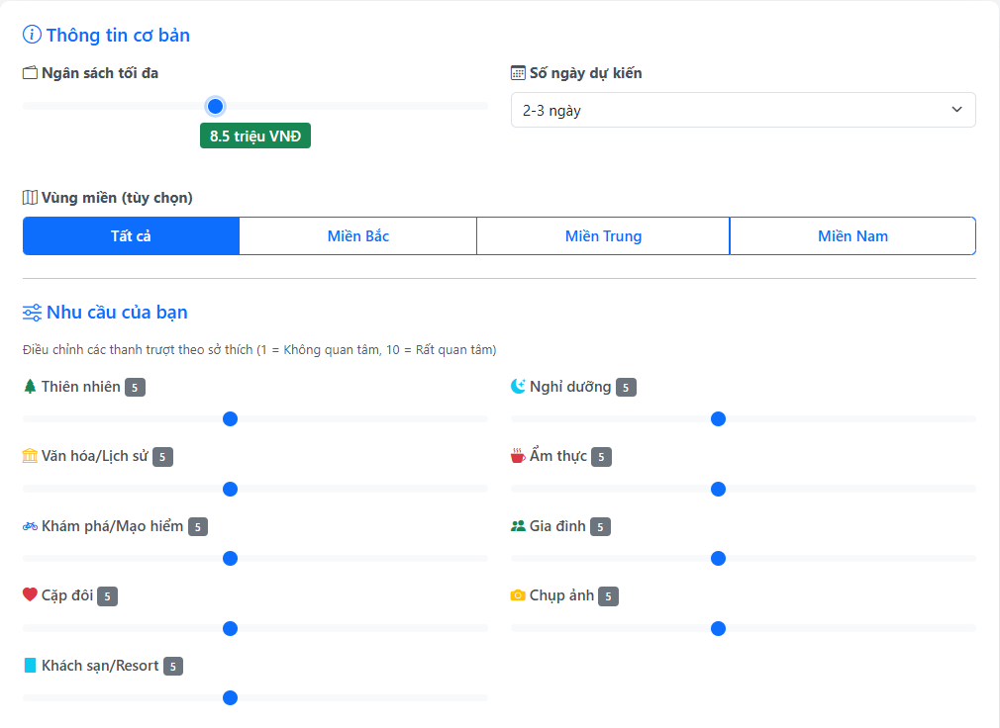 Thông tin cơ bản
Ngân sách tối đa
8.5 triệu VNĐ
Số ngày dự kiến
2-3 ngày
Vùng miền (tùy chọn)
Tất cả
Miền Bắc
Miền Trung
Miền Nam
Nhu cầu của bạn
Điều chỉnh các thanh trượt theo sở thích (1 = Không quan tâm, 10 = Rất quan tâm)
Thiên nhiên 5
Nghỉ dưỡng 5
Văn hóa/Lịch sử 5
Ẩm thực 5
Khám phá/Mạo hiểm 5
Gia đình 5
Cặp đôi 5
Chụp ảnh 5
Khách sạn/Resort 5